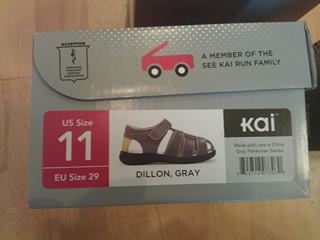 ACCEPTED
A MEMBER OF THE
SEE KAI RUN FAMILY
US Size
11
EU Size 29
DILLON, GRAY
kai
Made with care in China
Gray Fisherman Sandal